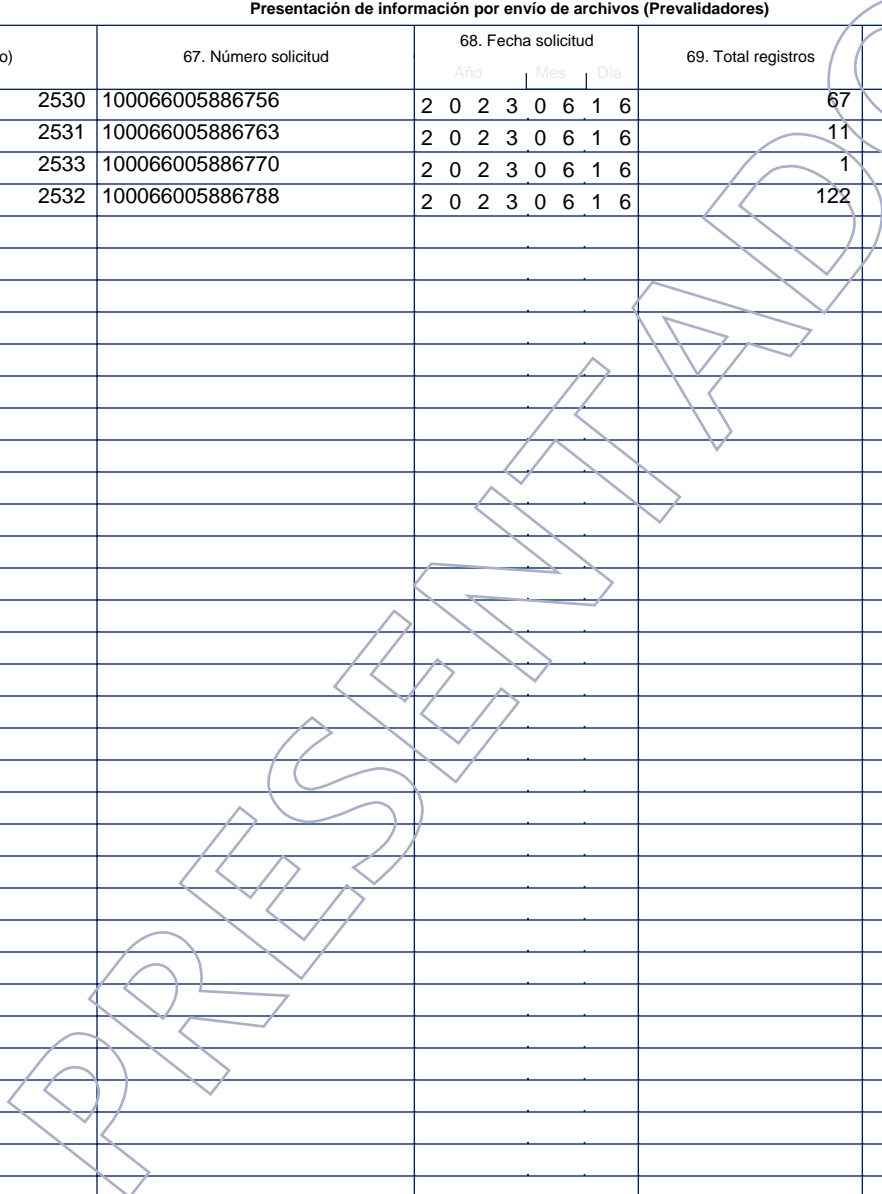 Presentación de información por envío de archivos (Prevalidadores)
o) 67. Número solicitud 68. Fecha solicitud 69. Total registros
Año Mes Día
2530 100066005886756 2 0 2 3 0 6 1 6 67
2531 100066005886763 2 0 2 3 0 6 1 6 11
2533 100066005886770 2 0 2 3 0 6 1 6 1
2532 100066005886788 2 0 2 3 0 6 1 6 122
PRESENTADO